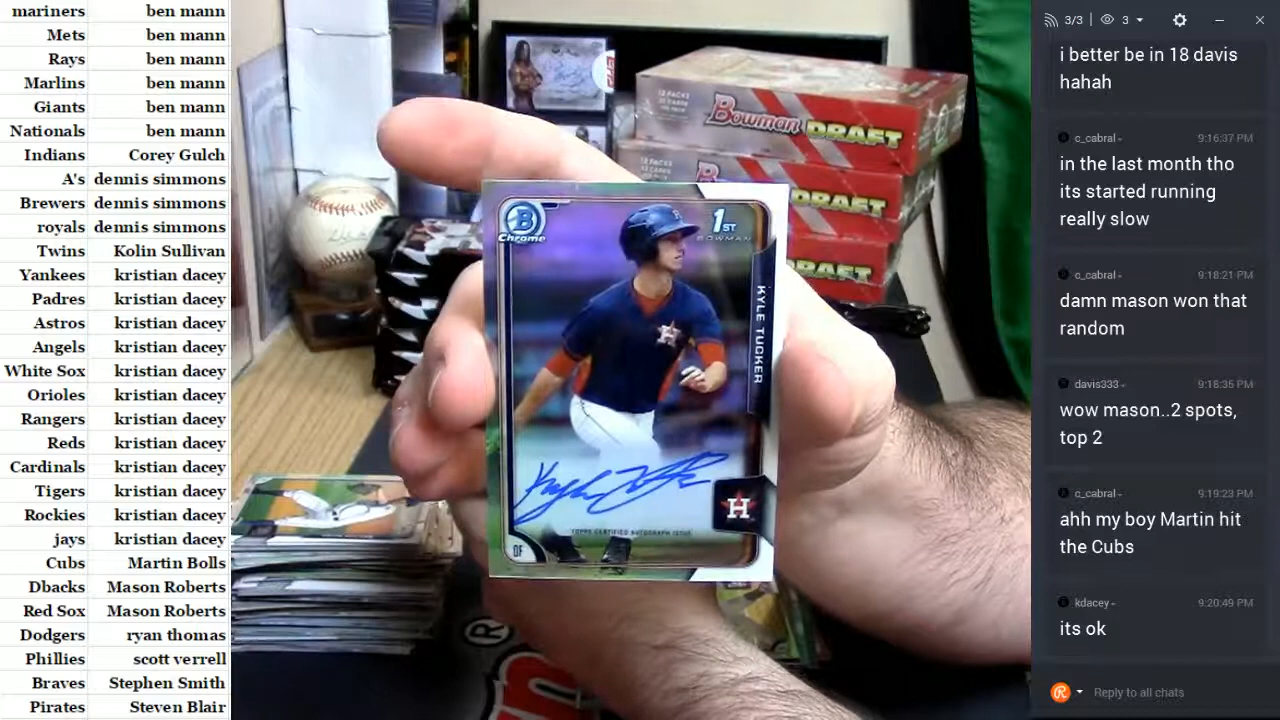 mariners ben mann
Mets ben mann
Rays ben mann
Marlins ben mann
Giants ben mann
Nationals ben mann
Indians Corey Gulch
A's dennis simmons
Brewers dennis simmons
royals dennis simmons
Twins Kolin Sullivan
Yankees kristian dacey
Padres kristian dacey
Astros kristian dacey
Angels kristian dacey
White Sox kristian dacey
Orioles kristian dacey
Rangers kristian dacey
Reds kristian dacey
Cardinals kristian dacey
Tigers kristian dacey
Rockies kristian dacey
jays kristian dacey
Cubs Martin Bolls
Dbacks Mason Roberts
Red Sox Mason Roberts
Dodgers ryan thomas
Phillies scott verrell
Braves Stephen Smith
Pirates Steven Blair
Bowman DRAFT
DRAFT
DRAFT
B
Chrome
1ST
BOWMAN
KYLE TUCKER
H
TOPPS CERTIFIED AUTOGRAPH ISSUE
OF
3/3 3
i better be in 18 davis
hahah
c_cabral 9:16:37 PM
in the last month tho
its started running
really slow
c_cabral 9:18:21 PM
damn mason won that
random
davis333 9:18:35 PM
wow mason..2 spots,
top 2
c_cabral 9:19:23 PM
ahh my boy Martin hit
the Cubs
kdacey 9:20:49 PM
its ok
Reply to all chats